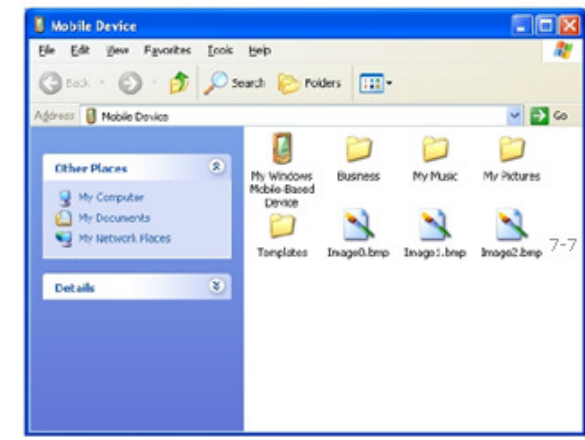 Mobile Device
File Edit View Favorites Tools Help
Back Search Folders
Address Mobile Device Go
Other Places
My Computer
My Documents
My Network Places
Details
My Windows Mobile-Based Device
Business
My Music
My Pictures
Templates
Image0.bmp
Image1.bmp
Image2.bmp
7-7